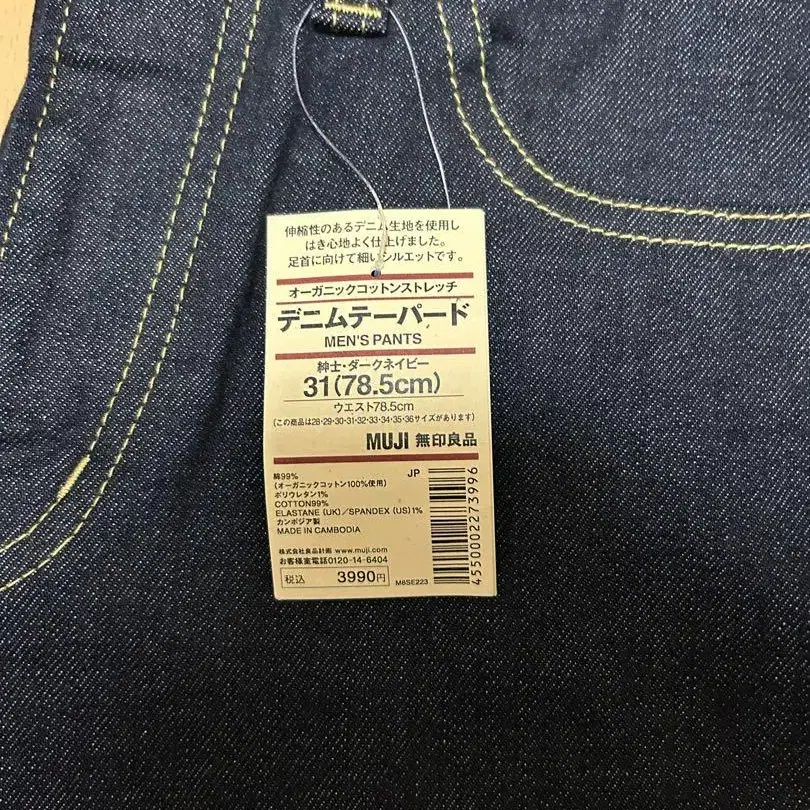 伸縮性のあるデニム生地を使用し
はき心地よく仕上げました。
足首に向けて細いシルエットです。
オーガニックコットンストレッチ
デニムテーパード
MEN'S PANTS
紳士・ダークネイビー
31(78.5cm)
ウエスト78.5cm
(この商品は28・29・30・31・32・33・34・35・36サイズがあります)
MUJI 無印良品
綿99%
(オーガニックコットン100%使用)
ポリウレタン1%
COTTON99%
ELASTANE (UK)/SPANDEX (US)1%
カンボジア製
MADE IN CAMBODIA
JP
株式会社良品計画 www.muji.com
お客様室電話0120-14-6404
税込 3990円
M8SE223
4550002273996